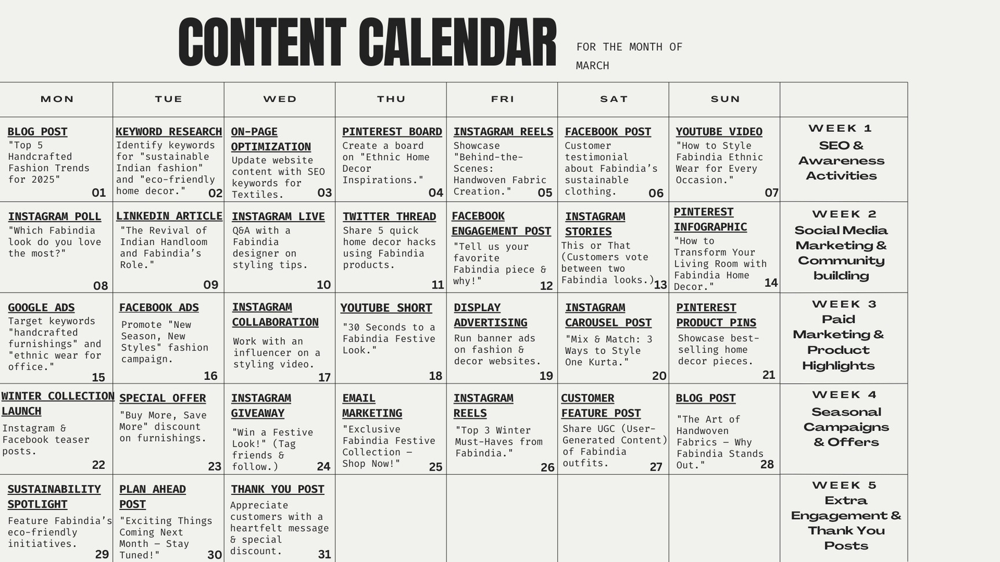 CONTENT CALENDAR
FOR THE MONTH OF
MARCH
MON
TUE
WED
THU
FRI
SAT
SUN
BLOG POST
"Top 5
Handcrafted
Fashion Trends
for 2025"
01
KEYWORD RESEARCH
Identify keywords
for "sustainable
Indian fashion"
and "eco-friendly
home decor."
02
ON-PAGE
OPTIMIZATION
Update website
content with SEO
keywords for
Textiles.
03
PINTEREST BOARD
Create a board
on "Ethnic Home
Decor
Inspirations."
04
INSTAGRAM REELS
Showcase
"Behind-the-
Scenes:
Handwoven Fabric
Creation."
05
FACEBOOK POST
Customer
testimonial
about Fabindia’s
sustainable
clothing.
06
YOUTUBE VIDEO
"How to Style
Fabindia Ethnic
Wear for Every
Occasion."
07
WEEK 1
SEO &
Awareness
Activities
INSTAGRAM POLL
"Which Fabindia
look do you love
the most?"
08
LINKEDIN ARTICLE
"The Revival of
Indian Handloom
and Fabindia’s
Role."
09
INSTAGRAM LIVE
Q&A with a
Fabindia
designer on
styling tips.
10
TWITTER THREAD
Share 5 quick
home decor hacks
using Fabindia
products.
11
FACEBOOK
ENGAGEMENT POST
"Tell us your
favorite
Fabindia piece &
why!"
12
INSTAGRAM
STORIES
This or That
(Customers vote
between two
Fabindia looks.)
13
PINTEREST
INFOGRAPHIC
"How to
Transform Your
Living Room with
Fabindia Home
Decor."
14
WEEK 2
Social Media
Marketing &
Community
building
GOOGLE ADS
Target keywords
"handcrafted
furnishings" and
"ethnic wear for
office."
15
FACEBOOK ADS
Promote "New
Season, New
Styles" fashion
campaign.
16
INSTAGRAM
COLLABORATION
Work with an
influencer on a
styling video.
17
YOUTUBE SHORT
"30 Seconds to a
Fabindia Festive
Look."
18
DISPLAY
ADVERTISING
Run banner ads
on fashion &
decor websites.
19
INSTAGRAM
CAROUSEL POST
"Mix & Match: 3
Ways to Style
One Kurta."
20
PINTEREST
PRODUCT PINS
Showcase best-
selling home
decor pieces.
21
WEEK 3
Paid
Marketing &
Product
Highlights
WINTER COLLECTION
LAUNCH
Instagram &
Facebook teaser
posts.
22
SPECIAL OFFER
"Buy More, Save
More" discount
on furnishings.
23
INSTAGRAM
GIVEAWAY
"Win a Festive
Look!" (Tag
friends &
follow.)
24
EMAIL
MARKETING
"Exclusive
Fabindia Festive
Collection –
Shop Now!"
25
INSTAGRAM
REELS
"Top 3 Winter
Must-Haves from
Fabindia."
26
CUSTOMER
FEATURE POST
Share UGC (User-
Generated Content)
of Fabindia
outfits.
27
BLOG POST
"The Art of
Handwoven
Fabrics – Why
Fabindia Stands
Out."
28
WEEK 4
Seasonal
Campaigns
& Offers
SUSTAINABILITY
SPOTLIGHT
Feature Fabindia’s
eco-friendly
initiatives.
29
PLAN AHEAD
POST
"Exciting Things
Coming Next
Month – Stay
Tuned!"
30
THANK YOU POST
Appreciate
customers with a
heartfelt message
& special
discount.
31
WEEK 5
Extra
Engagement &
Thank You
Posts